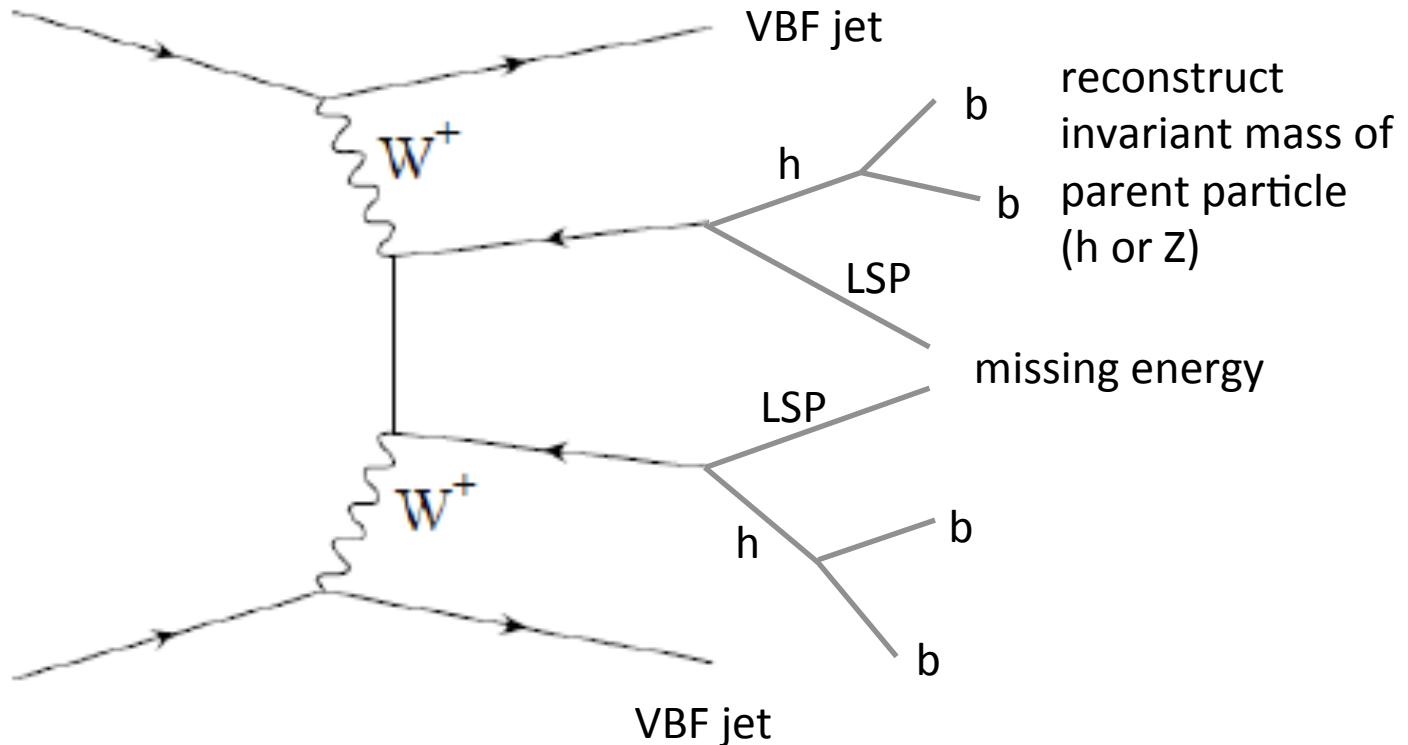 VBF jet
W+
h
b
b
reconstruct
invariant mass of
parent particle
(h or Z)
LSP
missing energy
LSP
W+
h
b
b
VBF jet